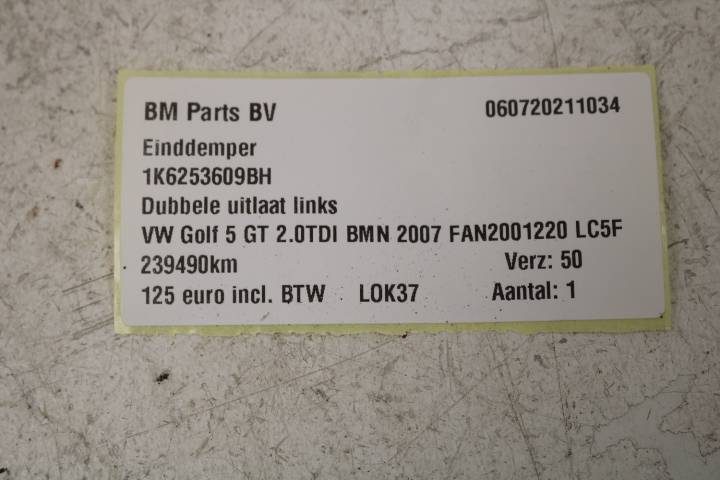 BM Parts BV 060720211034
Einddemper
1K6253609BH
Dubbele uitlaat links
VW Golf 5 GT 2.0TDI BMN 2007 FAN2001220 LC5F
239490km Verz: 50
125 euro incl. BTW LOK37 Aantal: 1